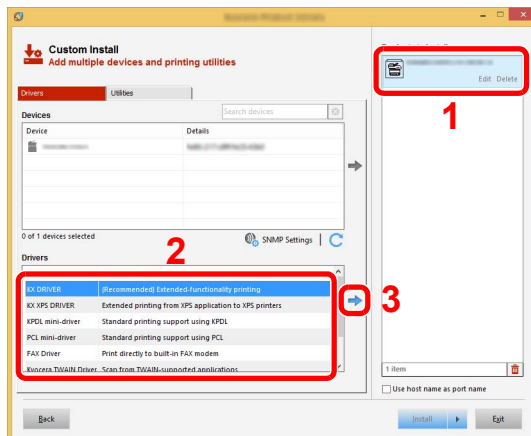 Custom Install
Add multiple devices and printing utilities
Drivers
Utilities
Devices
Search devices
Device
Details
0 of 1 devices selected
SNMP Settings
Drivers
KX DRIVER
(Recommended) Extended-functionality printing
KX XPS DRIVER
Extended printing from XPS application to XPS printers
KPDL mini-driver
Standard printing support using KPDL
PCL mini-driver
Standard printing support using PCL
FAX Driver
Print directly to built-in FAX modem
Kyocera TWAIN Driver
Scan from TWAIN-supported applications
2
3
Edit Delete
1
1 item
Use host name as port name
Back
Install
Exit